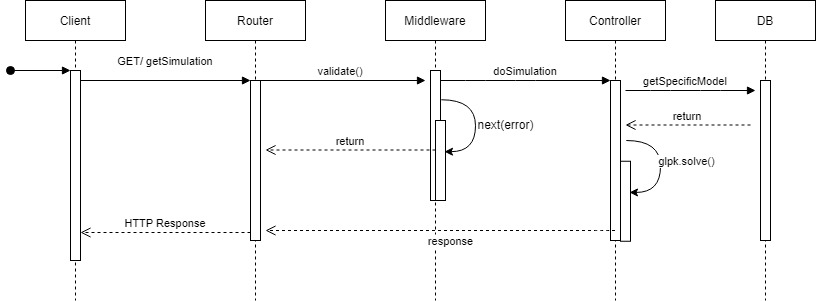 Client
Router
Middleware
Controller
DB
GET/ getSimulation
validate()
doSimulation
getSpecificModel
return
next(error)
return
glpk.solve()
HTTP Response
response